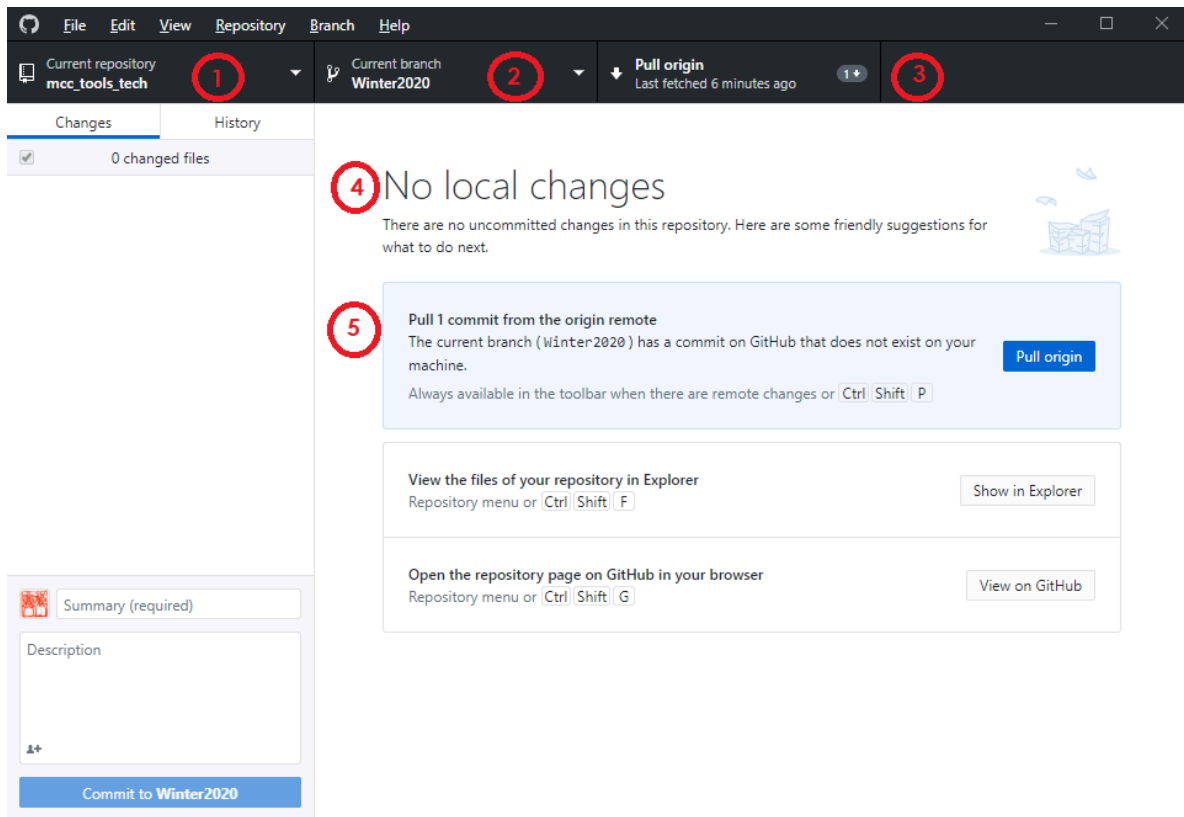 File Edit View Repository Branch Help
Current repository
mcc_tools_tech
1
Current branch
Winter2020
2
Pull origin
Last fetched 6 minutes ago
1
3
Changes History
0 changed files
4
No local changes
There are no uncommitted changes in this repository. Here are some friendly suggestions for
what to do next.
5
Pull 1 commit from the origin remote
The current branch (Winter2020) has a commit on GitHub that does not exist on your
machine.
Always available in the toolbar when there are remote changes or Ctrl Shift P
Pull origin
View the files of your repository in Explorer
Repository menu or Ctrl Shift F
Show in Explorer
Open the repository page on GitHub in your browser
Repository menu or Ctrl Shift G
View on GitHub
Summary (required)
Description
Commit to Winter2020